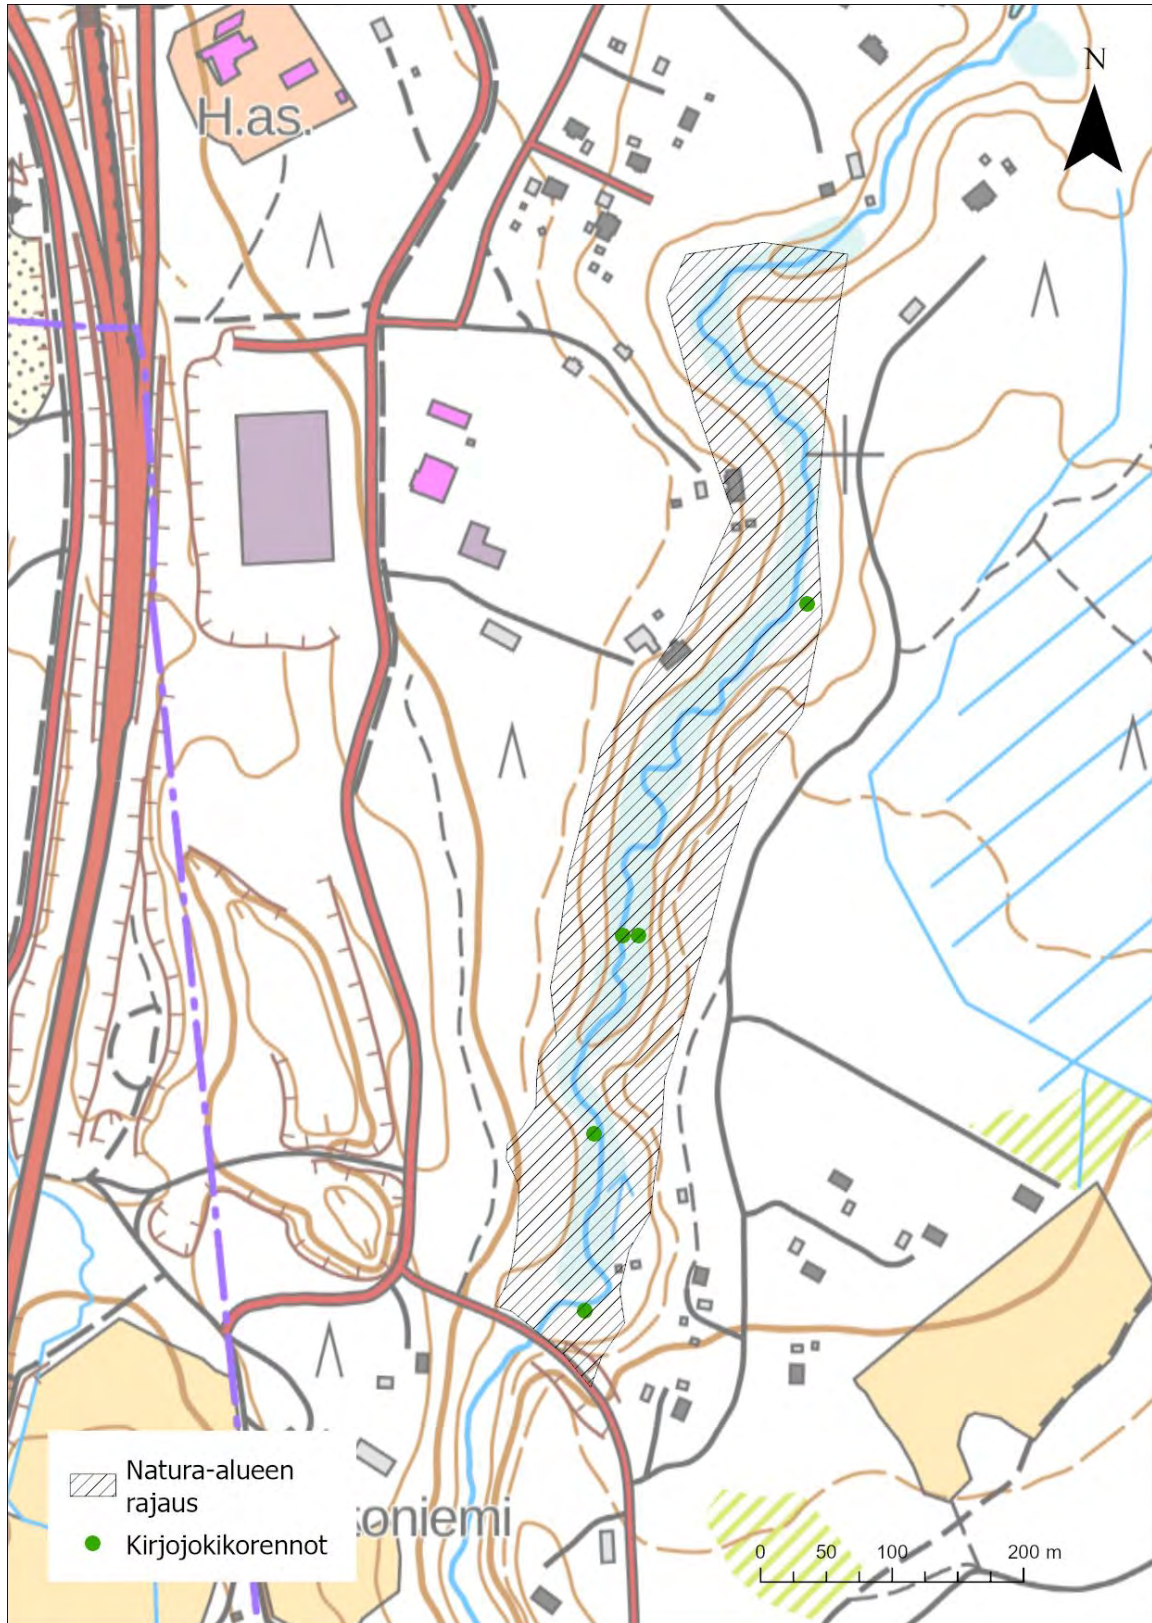 N
H.as.
koniemi
Natura-alueen
rajaus
Kirjojokikorennot
0 50 100 200 m